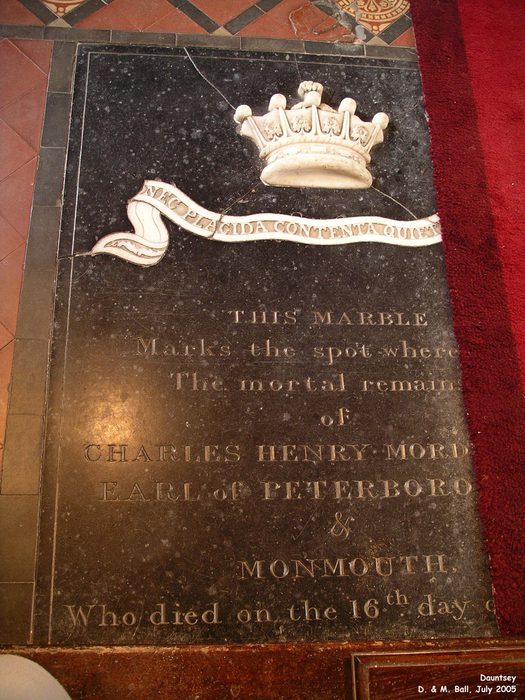 NEC PLACIDA CONTENTA QUIET
THIS MARBLE
Marks the spot where
The mortal remain
of
CHARLES HENRY MORD
EARL of PETERBORO
&
MONMOUTH.
Who died on the 16th day
Dauntsey
D. & M. Ball, July 2005